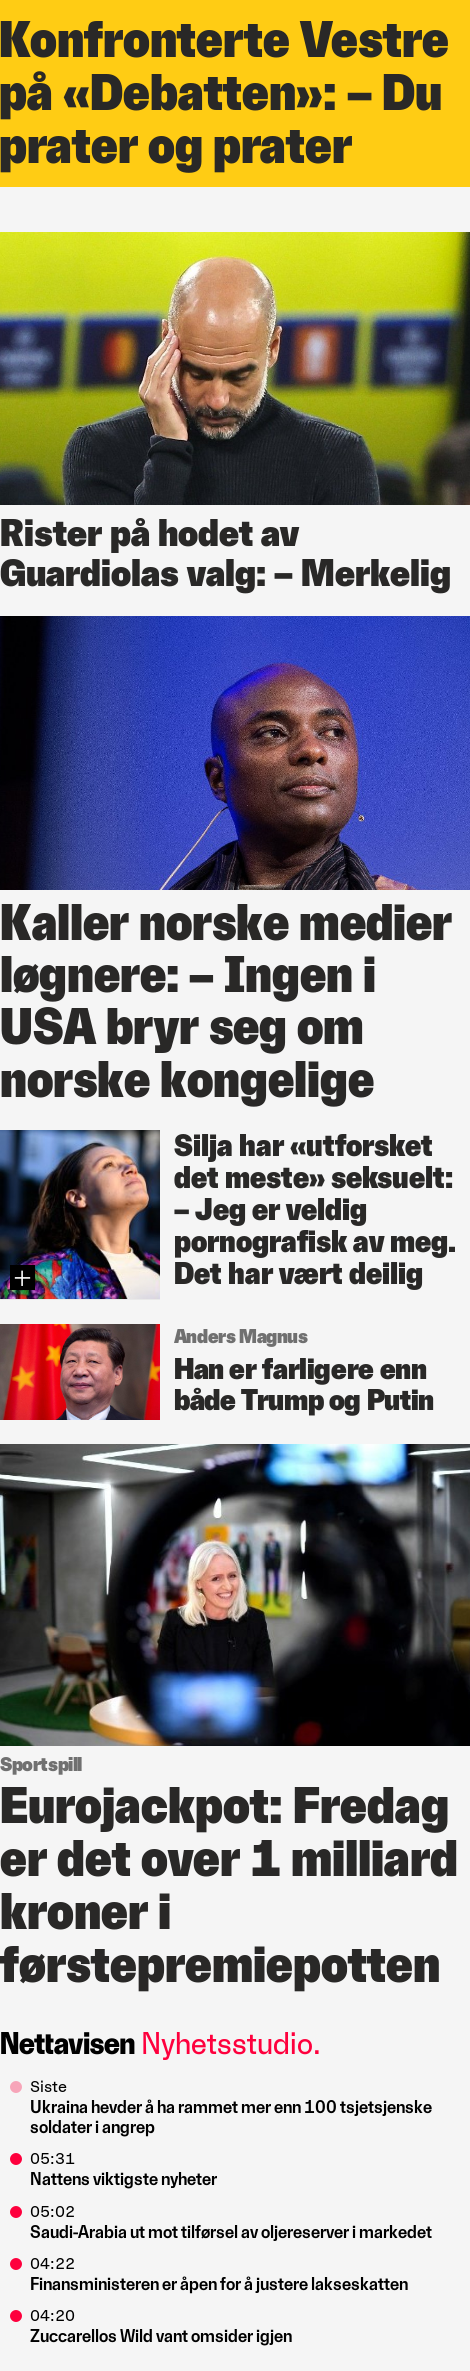 Konfronterte Vestre
på «Debatten»: – Du
prater og prater
Rister på hodet av
Guardiolas valg: – Merkelig
Kaller norske medier
løgnere: – Ingen i
USA bryr seg om
norske kongelige
Silja har «utforsket
det meste» seksuelt:
– Jeg er veldig
pornografisk av meg.
Det har vært deilig
Anders Magnus
Han er farligere enn
både Trump og Putin
Sportspill
Eurojackpot: Fredag
er det over 1 milliard
kroner i
førstepremiepotten
Nettavisen Nyhetsstudio.
Siste
Ukraina hevder å ha rammet mer enn 100 tsjetsjenske
soldater i angrep
05:31
Nattens viktigste nyheter
05:02
Saudi-Arabia ut mot tilførsel av oljereserver i markedet
04:22
Finansministeren er åpen for å justere lakseskatten
04:20
Zuccarellos Wild vant omsider igjen